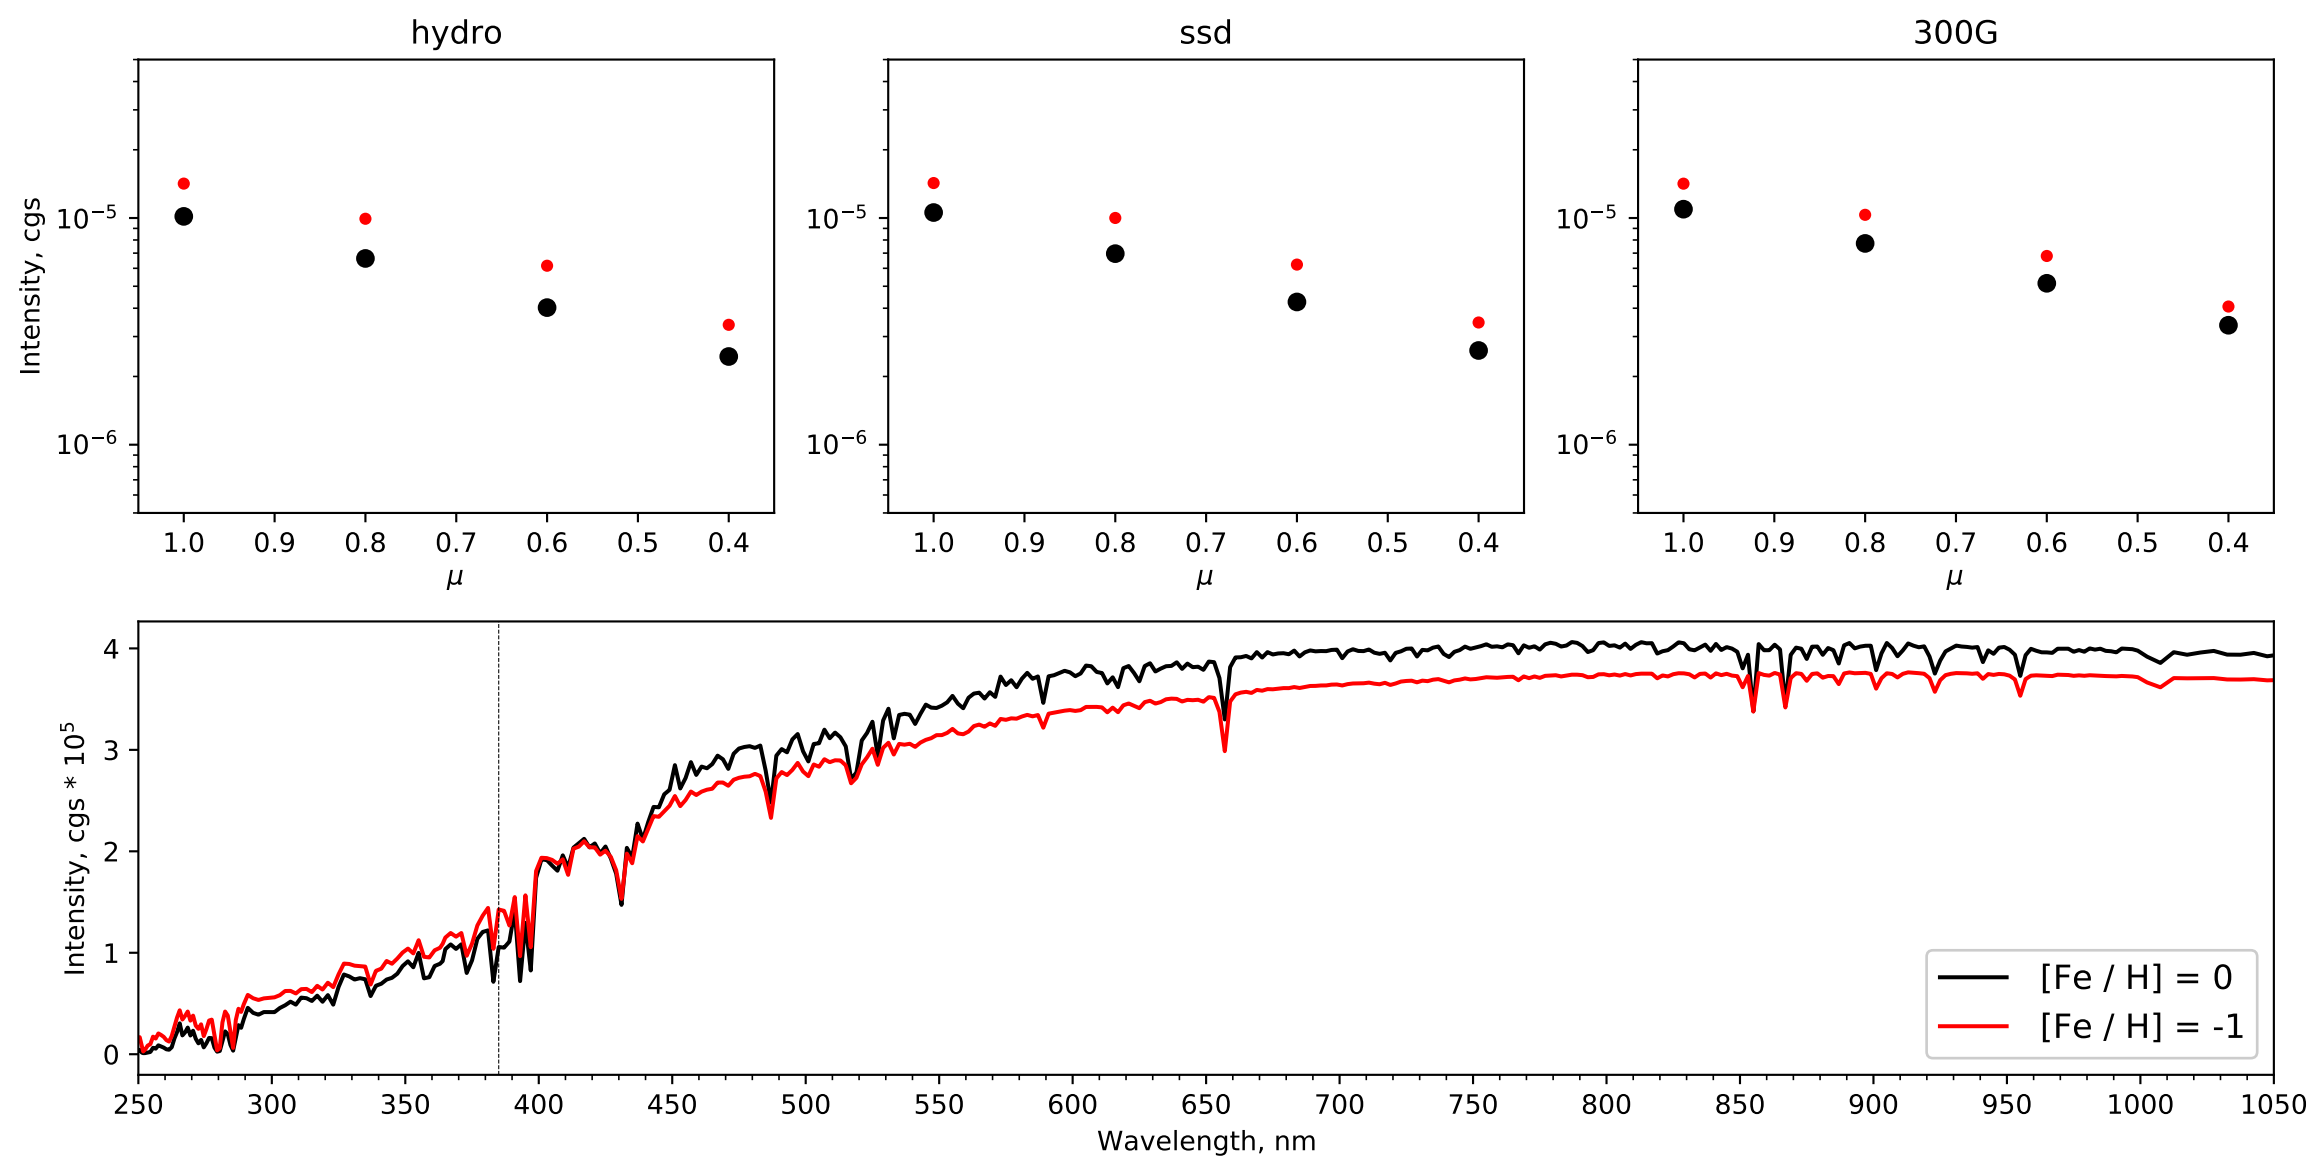 hydro
ssd
300G
Intensity, cgs
10⁻⁵
10⁻⁶
10⁻⁵
10⁻⁶
10⁻⁵
10⁻⁶
1.0 0.9 0.8 0.7 0.6 0.5 0.4
1.0 0.9 0.8 0.7 0.6 0.5 0.4
1.0 0.9 0.8 0.7 0.6 0.5 0.4
μ
μ
μ
Intensity, cgs * 10⁵
4
3
2
1
0
[Fe / H] = 0
[Fe / H] = -1
250 300 350 400 450 500 550 600 650 700 750 800 850 900 950 1000 1050
Wavelength, nm